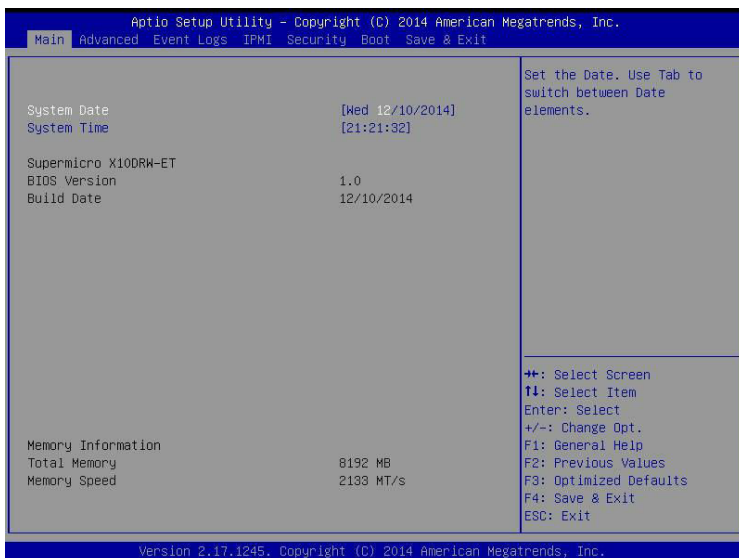 Aptio Setup Utility – Copyright (C) 2014 American Megatrends, Inc.
Main Advanced Event Logs IPMI Security Boot Save & Exit
System Date [Wed 12/10/2014]
System Time [21:21:32]
Supermicro X10DRW-ET
BIOS Version 1.0
Build Date 12/10/2014
Memory Information
Total Memory 8192 MB
Memory Speed 2133 MT/s
Set the Date. Use Tab to
switch between Date
elements.
→←: Select Screen
↑↓: Select Item
Enter: Select
+/-: Change Opt.
F1: General Help
F2: Previous Values
F3: Optimized Defaults
F4: Save & Exit
ESC: Exit
Version 2.17.1245. Copyright (C) 2014 American Megatrends, Inc.